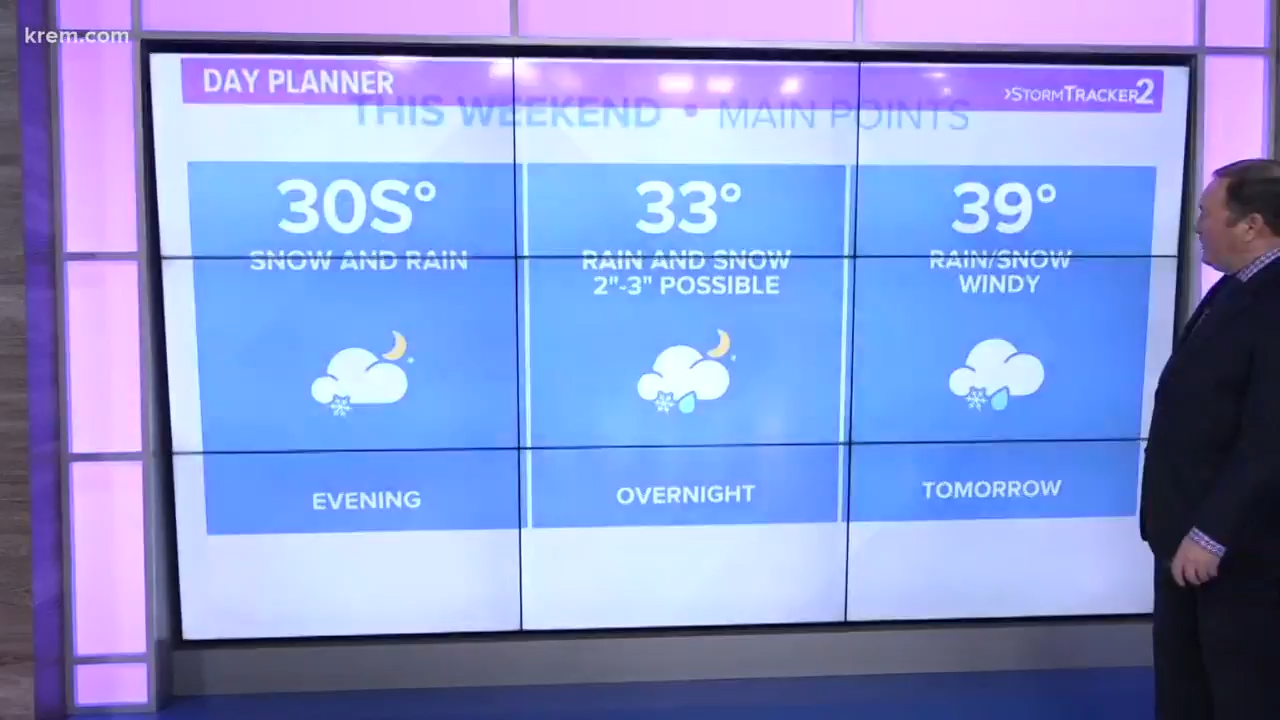 krem.com
DAY PLANNER
›STORMTRACKER2
THIS WEEKEND • MAIN POINTS
30S°
SNOW AND RAIN
EVENING
33°
RAIN AND SNOW
2"-3" POSSIBLE
OVERNIGHT
39°
RAIN/SNOW
WINDY
TOMORROW